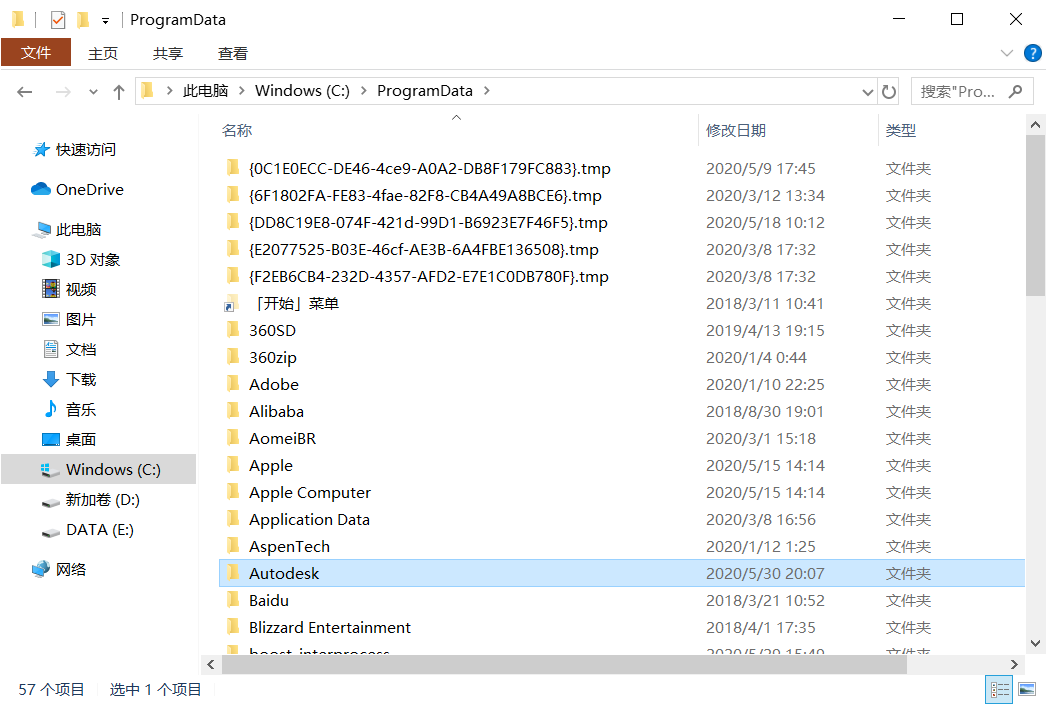 ProgramData
文件 主页 共享 查看
此电脑 Windows (C:) ProgramData 搜索"Pro...
名称 修改日期 类型
快速访问
OneDrive
此电脑
3D 对象
视频
图片
文档
下载
音乐
桌面
Windows (C:)
新加卷 (D:)
DATA (E:)
网络
{0C1E0ECC-DE46-4ce9-A0A2-DB8F179FC883}.tmp 2020/5/9 17:45 文件夹
{6F1802FA-FE83-4fae-82F8-CB4A49A8BCE6}.tmp 2020/3/12 13:34 文件夹
{DD8C19E8-074F-421d-99D1-B6923E7F46F5}.tmp 2020/5/18 10:12 文件夹
{E2077525-B03E-46cf-AE3B-6A4FBE136508}.tmp 2020/3/8 17:32 文件夹
{F2EB6CB4-232D-4357-AFD2-E7E1C0DB780F}.tmp 2020/3/8 17:32 文件夹
「开始」菜单 2018/3/11 10:41 文件夹
360SD 2019/4/13 19:15 文件夹
360zip 2020/1/4 0:44 文件夹
Adobe 2020/1/10 22:25 文件夹
Alibaba 2018/8/30 19:01 文件夹
AomeiBR 2020/3/1 15:18 文件夹
Apple 2020/5/15 14:14 文件夹
Apple Computer 2020/5/15 14:14 文件夹
Application Data 2020/3/8 16:56 文件夹
AspenTech 2020/1/12 1:25 文件夹
Autodesk 2020/5/30 20:07 文件夹
Baidu 2018/3/21 10:52 文件夹
Blizzard Entertainment 2018/4/1 17:35 文件夹
boost_interprocess 2020/5/29 15:49 文件夹
57 个项目 选中 1 个项目